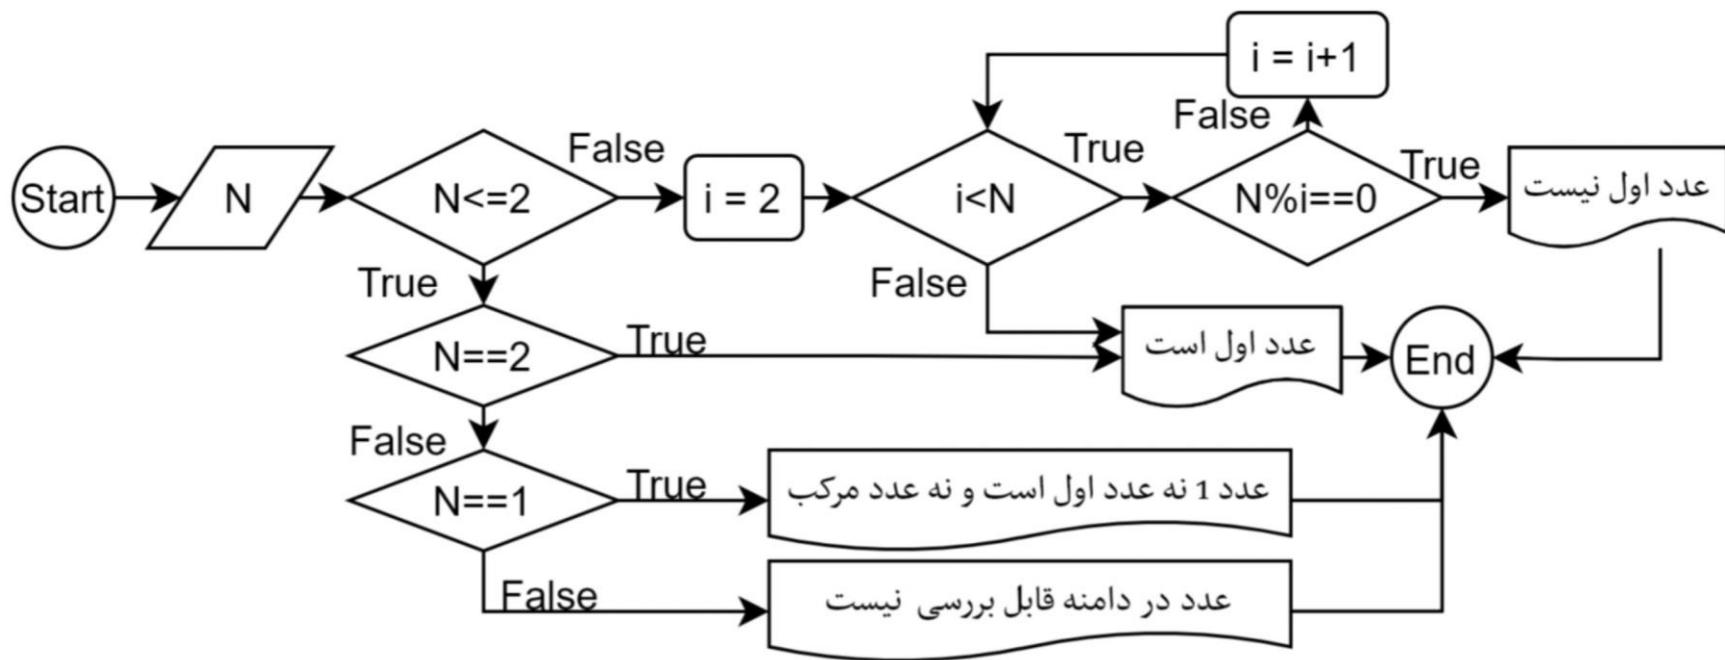 i = i+1
False
False
True
True
Start
N
N<=2
i = 2
i<N
N%i==0
عدد اول نیست
True
False
N==2
True
عدد اول است
End
False
N==1
True
عدد 1 نه عدد اول است و نه عدد مرکب
False
عدد در دامنه قابل بررسی نیست